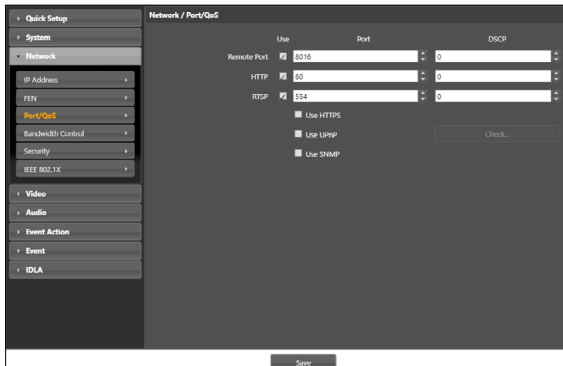 Quick Setup
System
Network
IP Address
FEN
Port/QoS
Bandwidth Control
Security
IEEE 802.1X
Video
Audio
Event Action
Event
IDLA
Network / Port/QoS
Use Port DSCP
Remote Port 8016 0
HTTP 80 0
RTSP 554 0
Use HTTPS
Use UPnP Check...
Use SNMP
Save